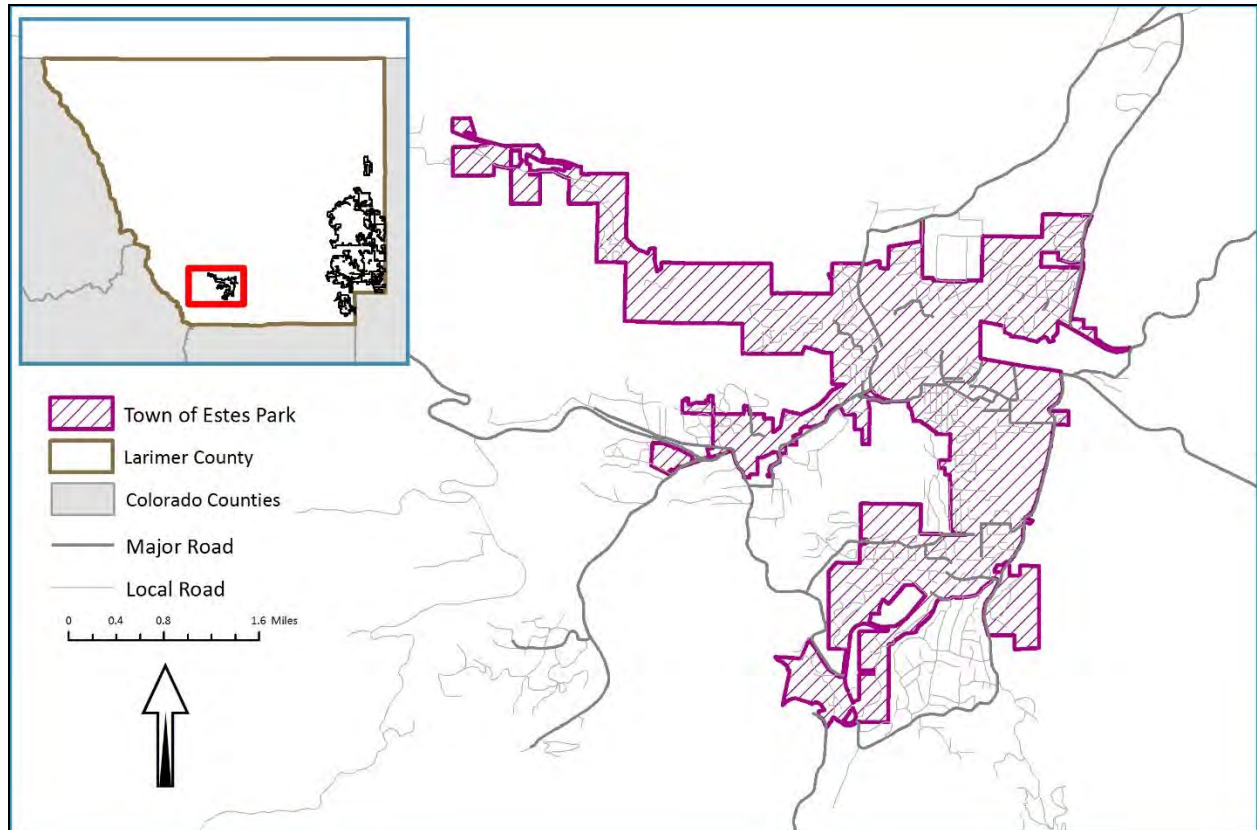 Town of Estes Park
Larimer County
Colorado Counties
Major Road
Local Road
0 0.4 0.8 1.6 Miles